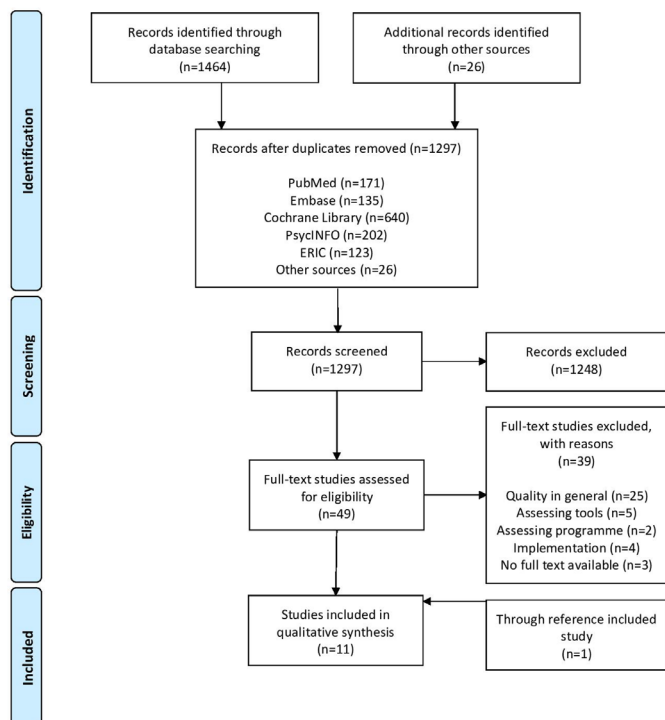 Identification
Records identified through
database searching
(n=1464)
Additional records identified
through other sources
(n=26)
Records after duplicates removed (n=1297)
PubMed (n=171)
Embase (n=135)
Cochrane Library (n=640)
PsycINFO (n=202)
ERIC (n=123)
Other sources (n=26)
Screening
Records screened
(n=1297)
Records excluded
(n=1248)
Eligibility
Full-text studies assessed
for eligibility
(n=49)
Full-text studies excluded,
with reasons
(n=39)
Quality in general (n=25)
Assessing tools (n=5)
Assessing programme (n=2)
Implementation (n=4)
No full text available (n=3)
Included
Studies included in
qualitative synthesis
(n=11)
Through reference included
study
(n=1)